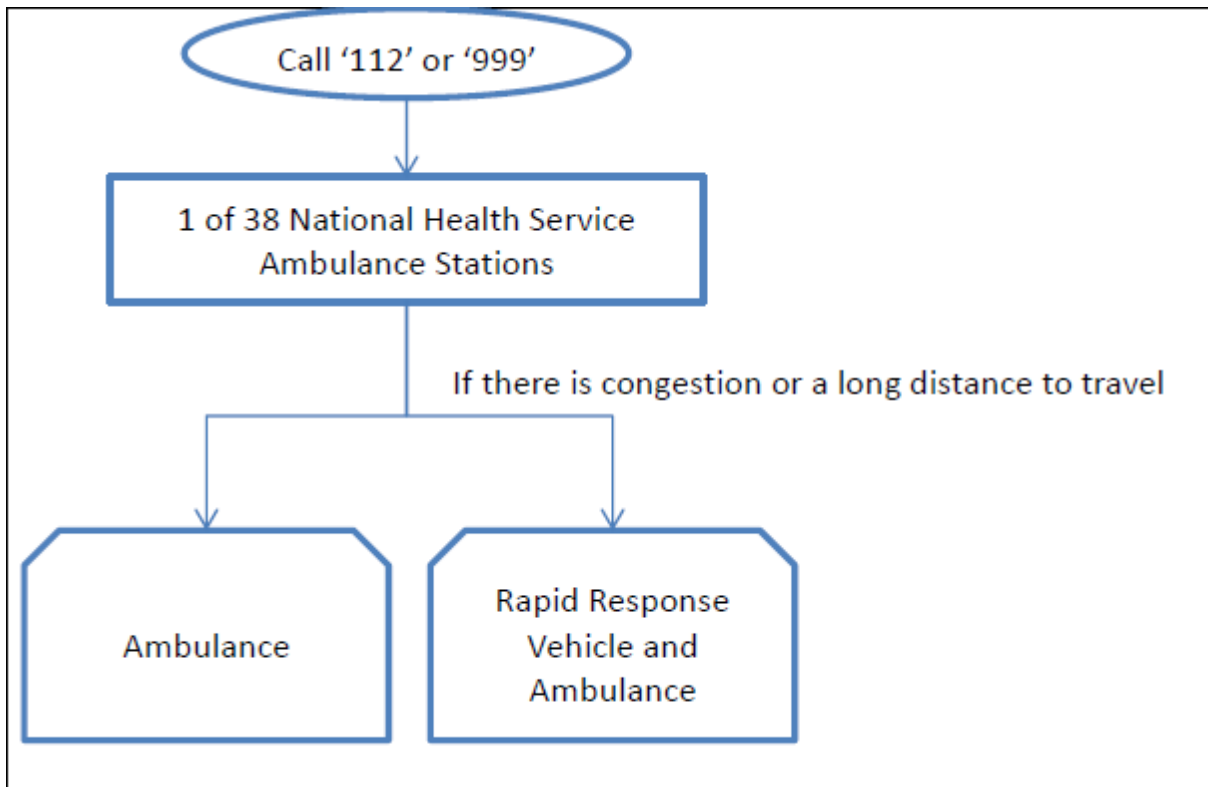 Call ‘112’ or ‘999’
1 of 38 National Health Service
Ambulance Stations
If there is congestion or a long distance to travel
Ambulance
Rapid Response
Vehicle and
Ambulance